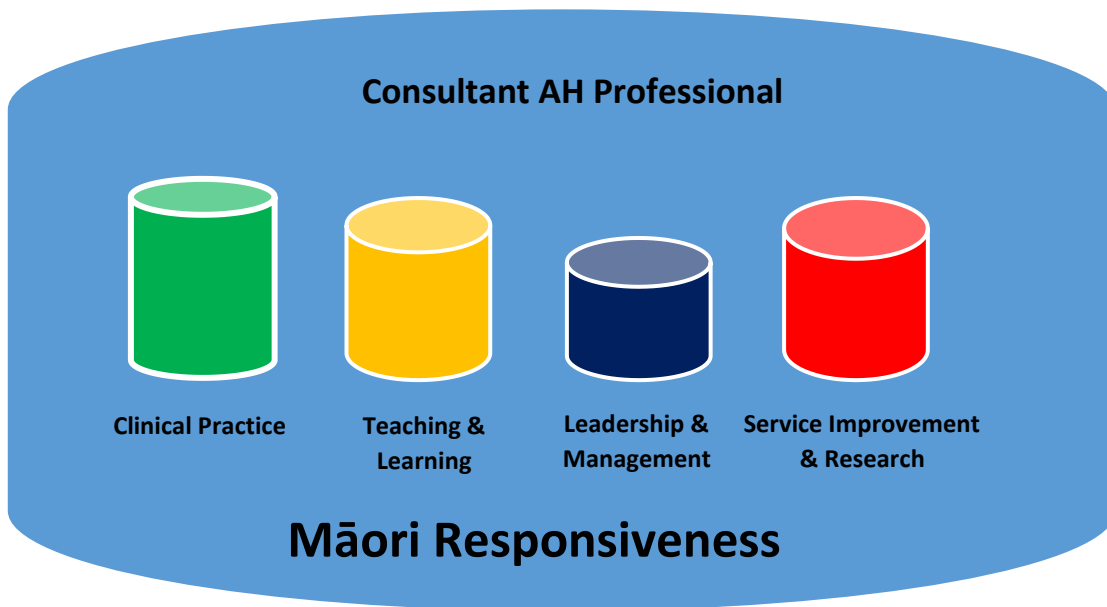 Consultant AH Professional
Clinical Practice
Teaching &
Learning
Leadership &
Management
Service Improvement
& Research
Māori Responsiveness